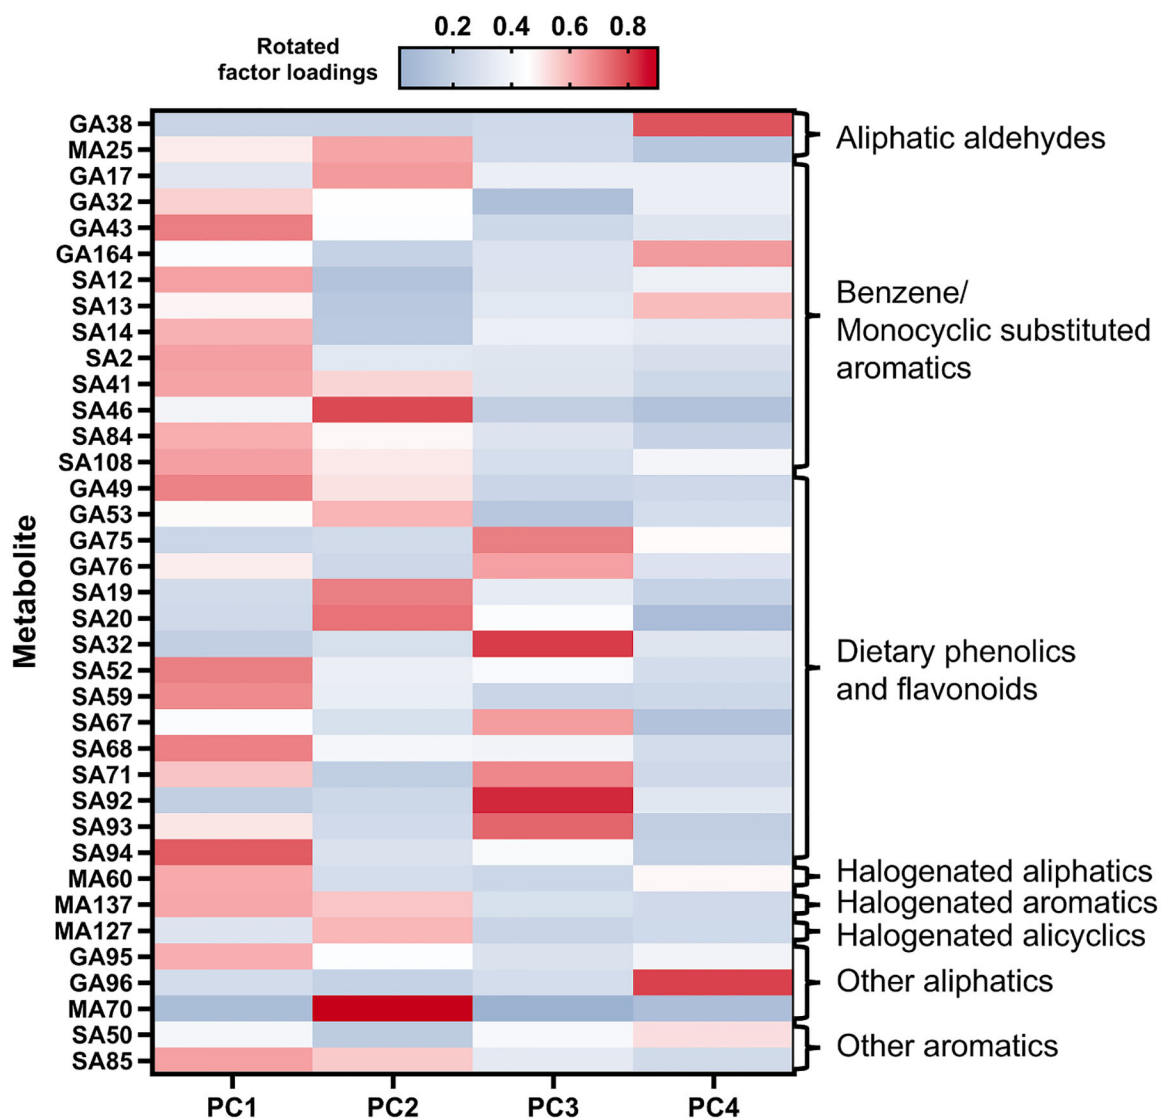 0.2 0.4 0.6 0.8
Rotated
factor loadings
Metabolite
GA38
MA25
GA17
GA32
GA43
GA164
SA12
SA13
SA14
SA2
SA41
SA46
SA84
SA108
GA49
GA53
GA75
GA76
SA19
SA20
SA32
SA52
SA59
SA67
SA68
SA71
SA92
SA93
SA94
MA60
MA137
MA127
GA95
GA96
MA70
SA50
SA85
Aliphatic aldehydes
Benzene/
Monocyclic substituted
aromatics
Dietary phenolics
and flavonoids
Halogenated aliphatics
Halogenated aromatics
Halogenated alicyclics
Other aliphatics
Other aromatics
PC1 PC2 PC3 PC4